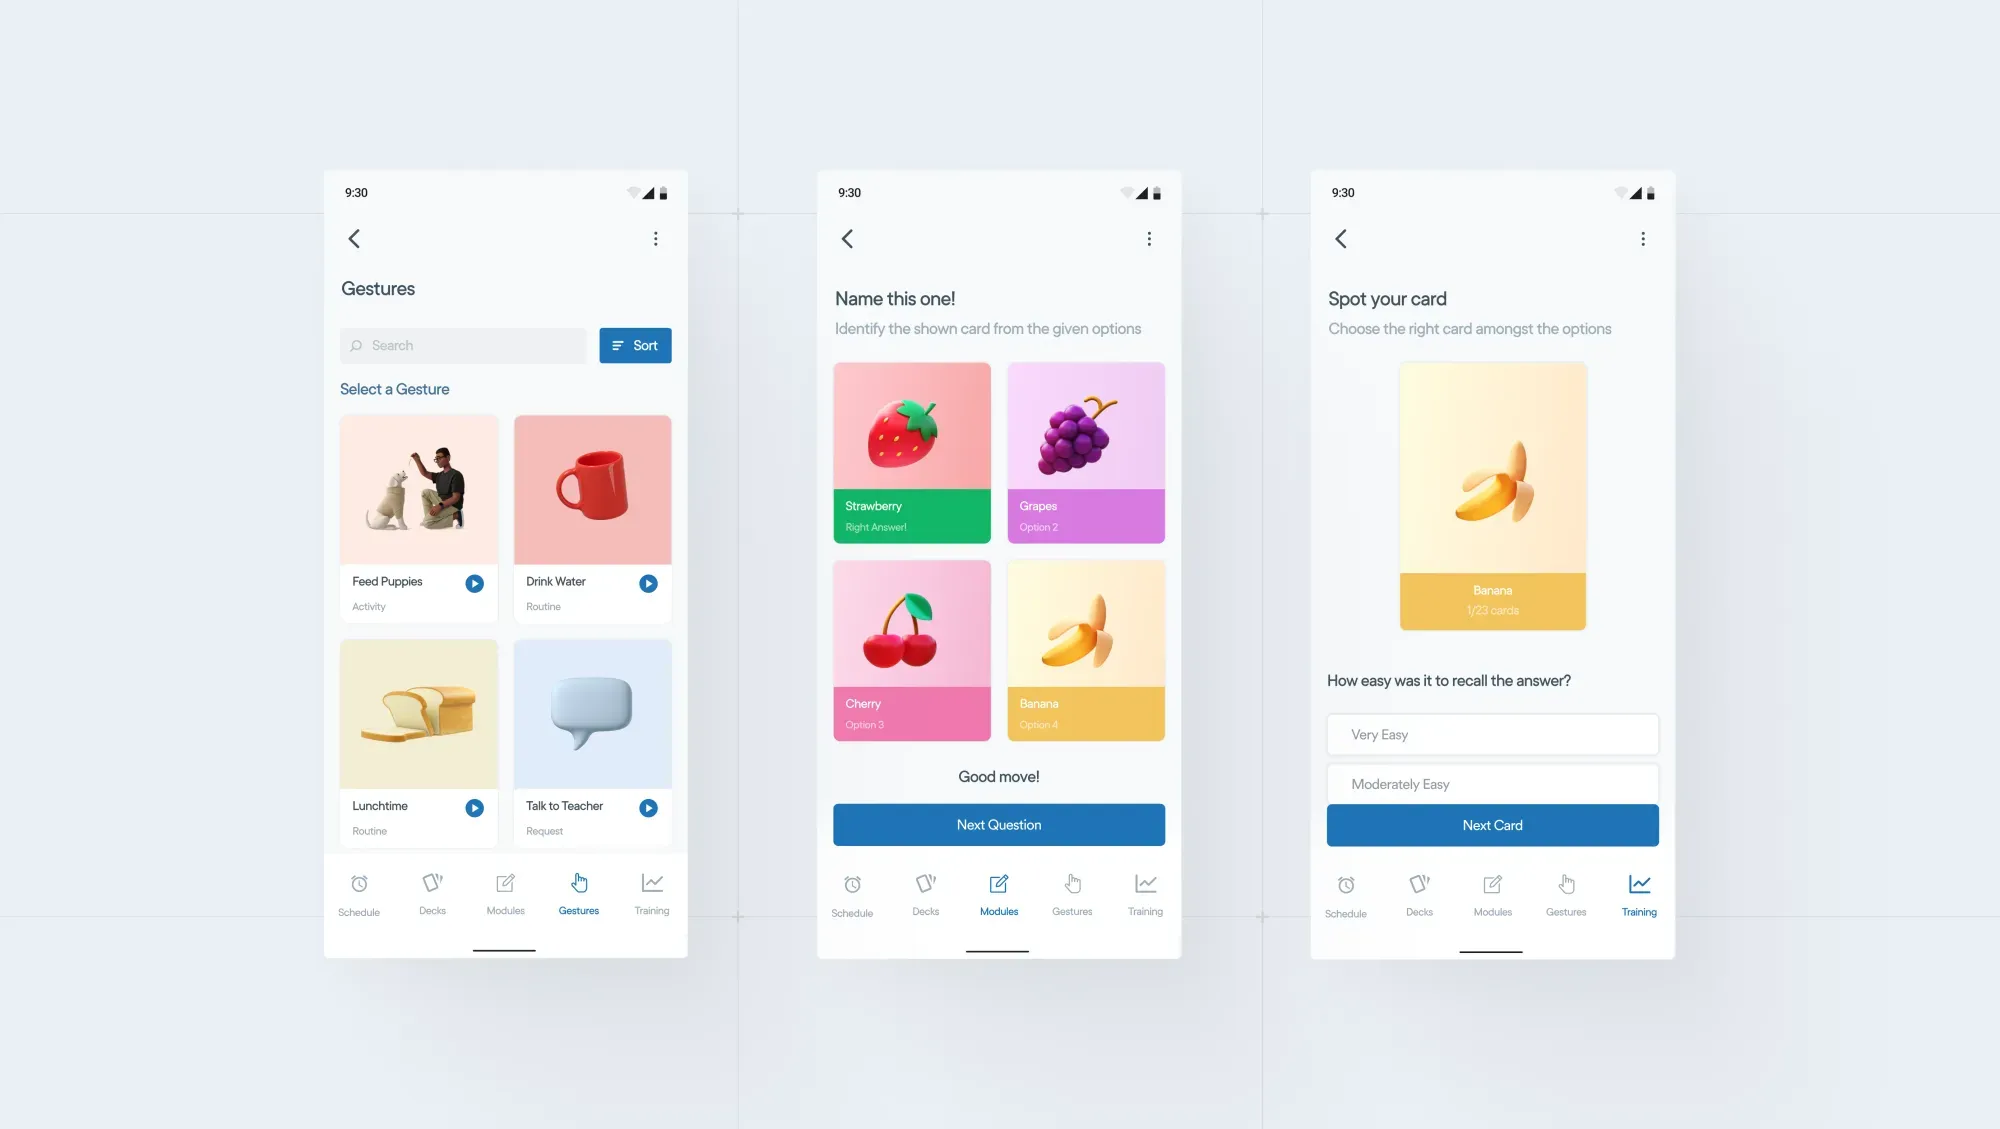 9:30
Gestures
Search
Sort
Select a Gesture
Feed Puppies
Activity
Drink Water
Routine
Lunchtime
Routine
Talk to Teacher
Request
Schedule
Decks
Modules
Gestures
Training
9:30
Name this one!
Identify the shown card from the given options
Strawberry
Right Answer!
Grapes
Option 2
Cherry
Option 3
Banana
Option 4
Good move!
Next Question
Schedule
Decks
Modules
Gestures
Training
9:30
Spot your card
Choose the right card amongst the options
Banana
1/23 cards
How easy was it to recall the answer?
Very Easy
Moderately Easy
Next Card
Schedule
Decks
Modules
Gestures
Training